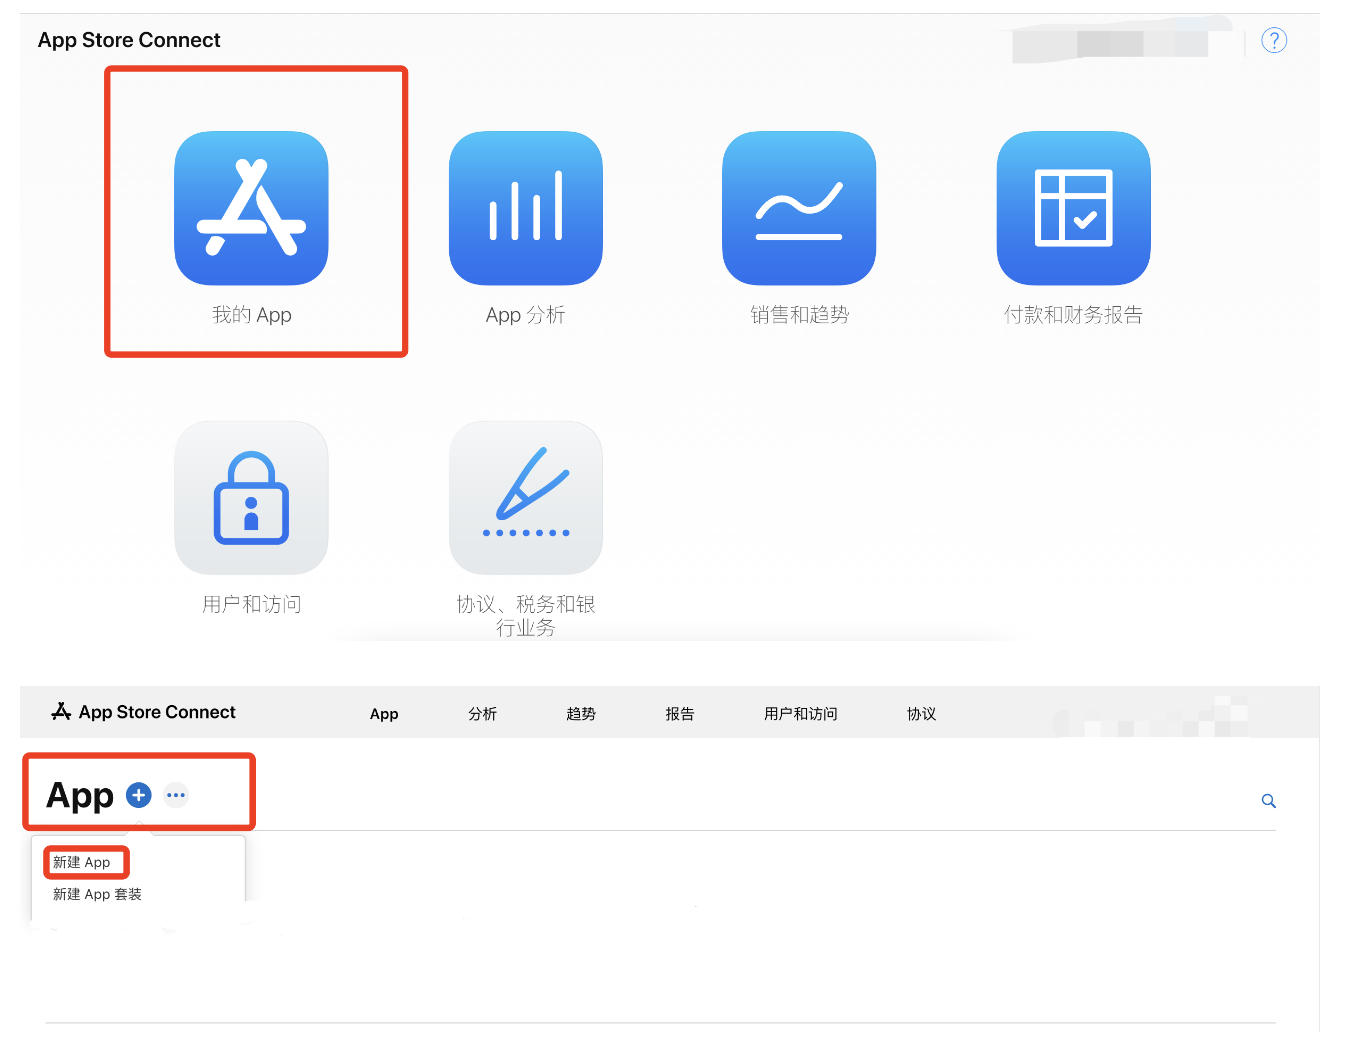 App Store Connect
?
我的 App
App 分析
销售和趋势
付款和财务报告
用户和访问
协议、税务和银
行业务
App Store Connect
App
分析
趋势
报告
用户和访问
协议
App
新建 App
新建 App 套装